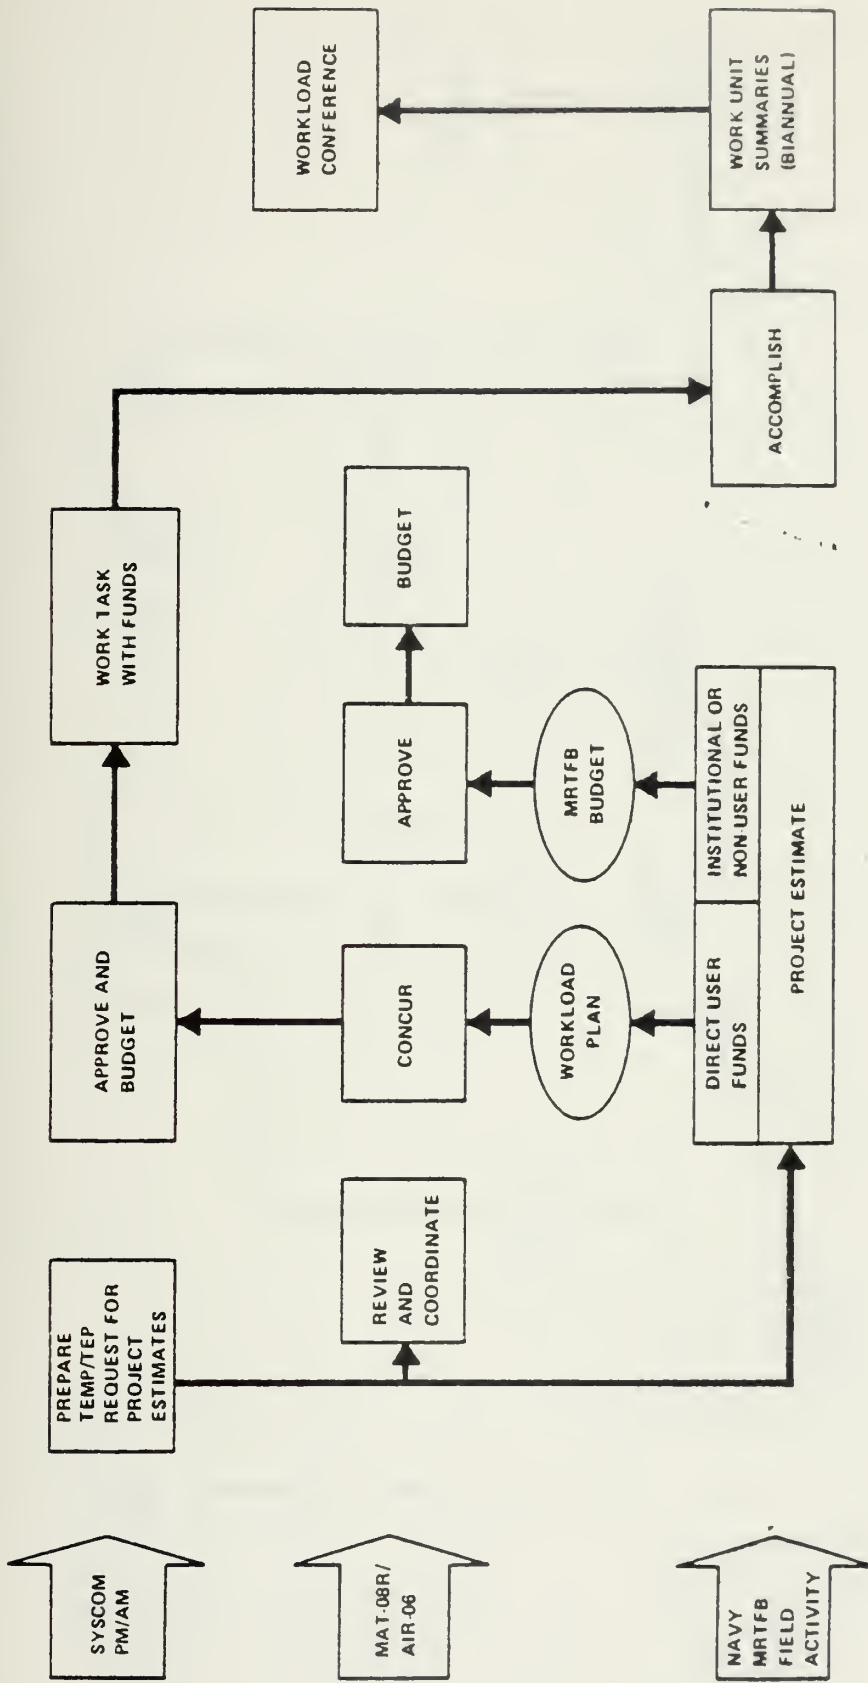 SYSCOM
PM/AM
PREPARE
TEMP/TEP
REQUEST FOR
PROJECT
ESTIMATES
APPROVE AND
BUDGET
WORK TASK
WITH FUNDS
MAT-08R/
AIR-06
REVIEW
AND
COORDINATE
CONCUR
APPROVE
BUDGET
WORKLOAD
CONFERENCE
WORKLOAD
PLAN
MRTFB
BUDGET
NAVY
MRTFB
FIELD
ACTIVITY
DIRECT USER
FUNDS
INSTITUTIONAL OR
NON-USER FUNDS
PROJECT ESTIMATE
ACCOMPLISH
WORK UNIT
SUMMARIES
(BIANNUAL)